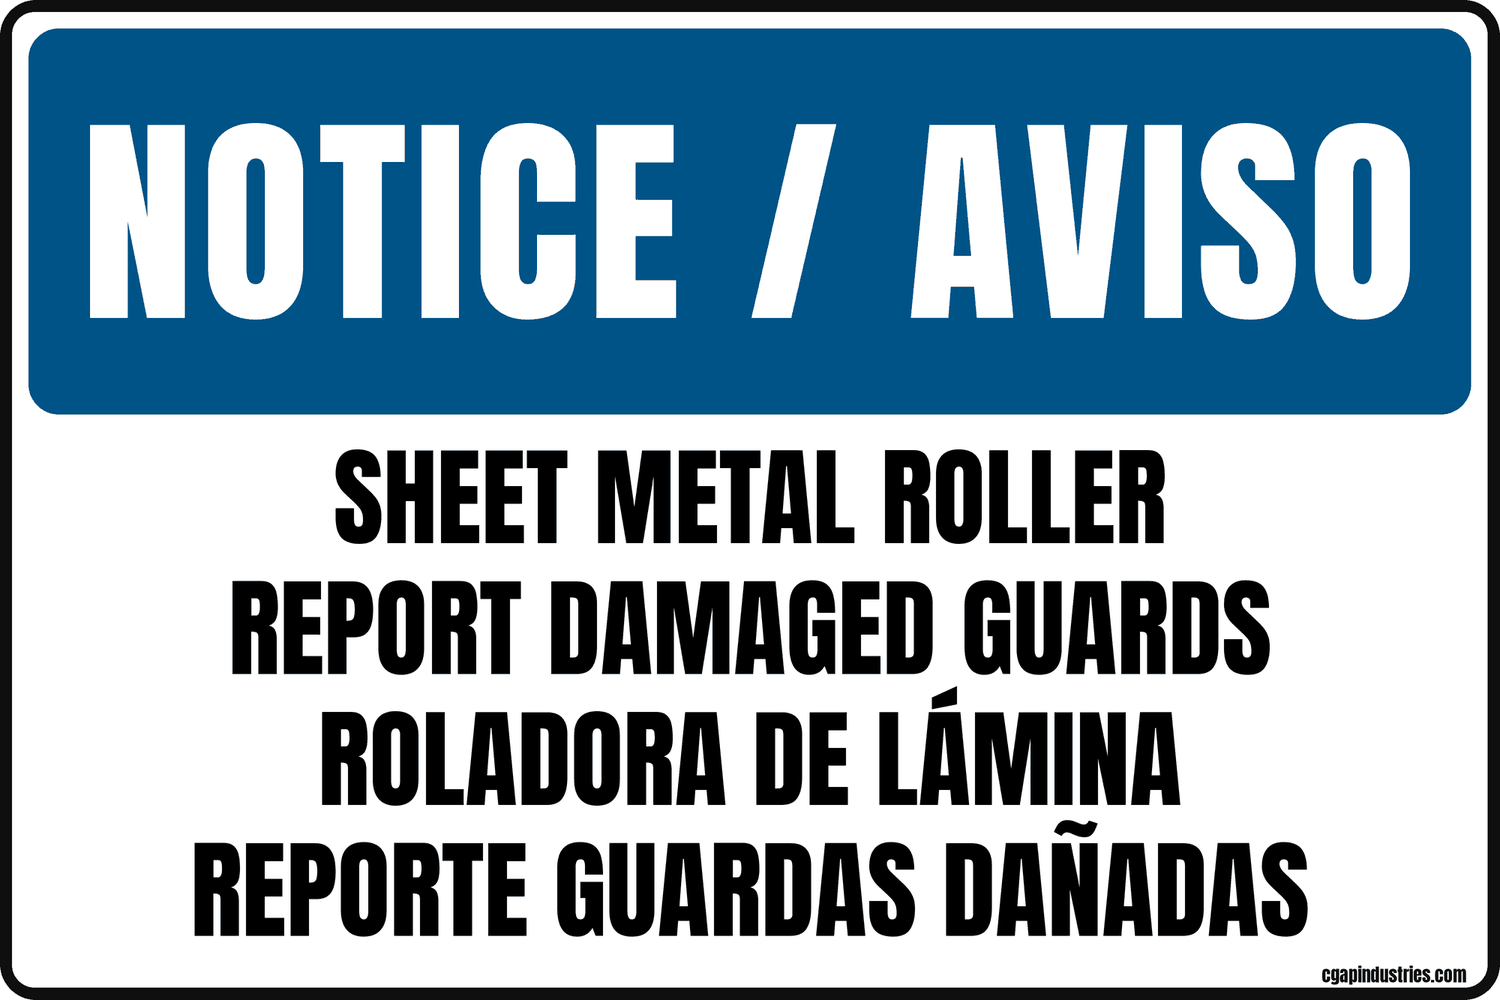 NOTICE / AVISO
SHEET METAL ROLLER
REPORT DAMAGED GUARDS
ROLADORA DE LÁMINA
REPORTE GUARDAS DAÑADAS
cgapindustries.com